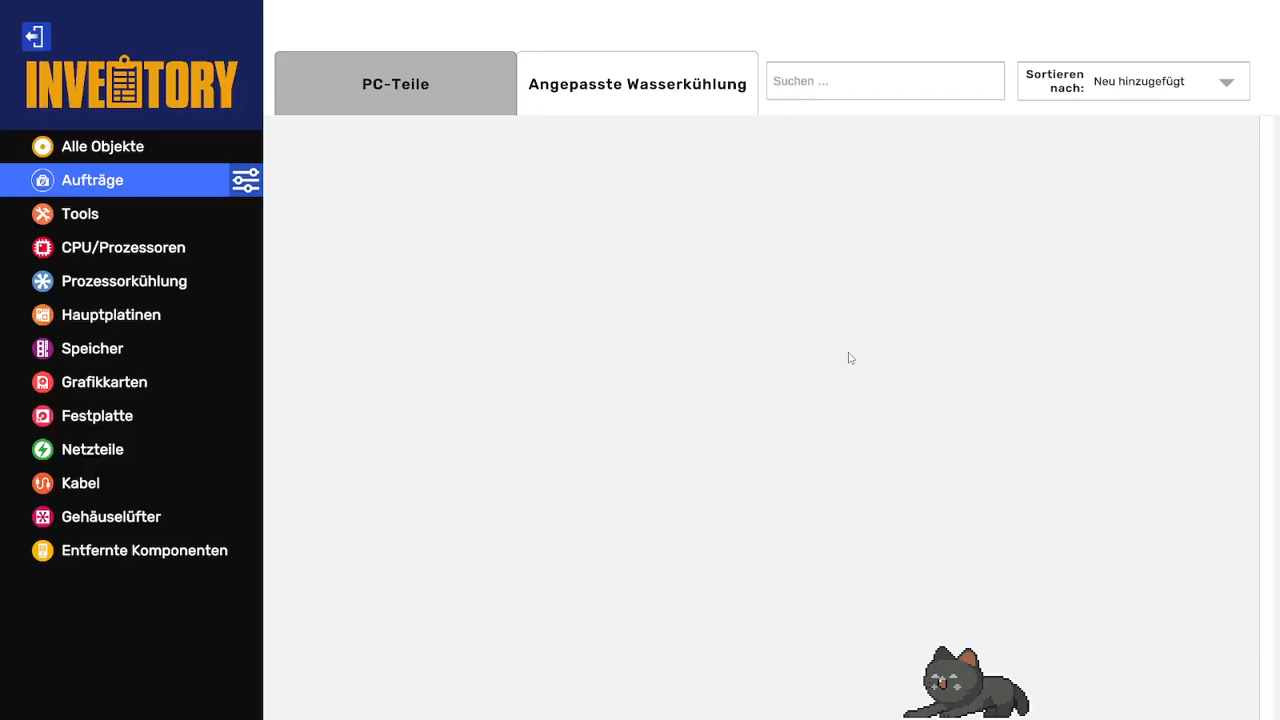 INVENTORY
PC-Teile
Angepasste Wasserkühlung
Suchen ...
Sortieren
nach:
Neu hinzugefügt
Alle Objekte
Aufträge
Tools
CPU/Prozessoren
Prozessorkühlung
Hauptplatinen
Speicher
Grafikkarten
Festplatte
Netzteile
Kabel
Gehäuselüfter
Entfernte Komponenten